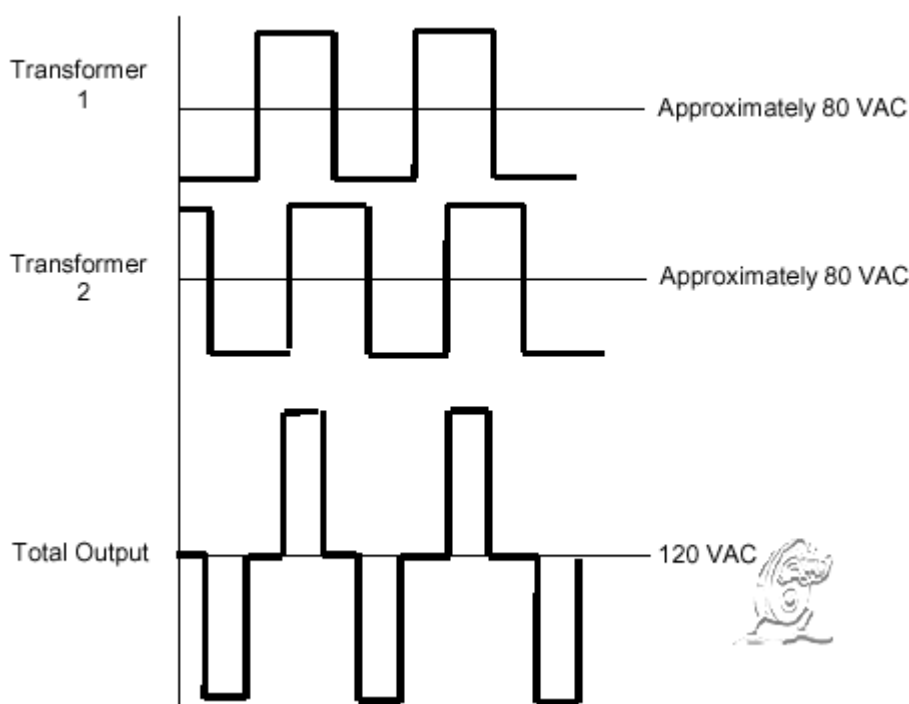 Transformer
1
Approximately 80 VAC
Transformer
2
Approximately 80 VAC
Total Output
120 VAC